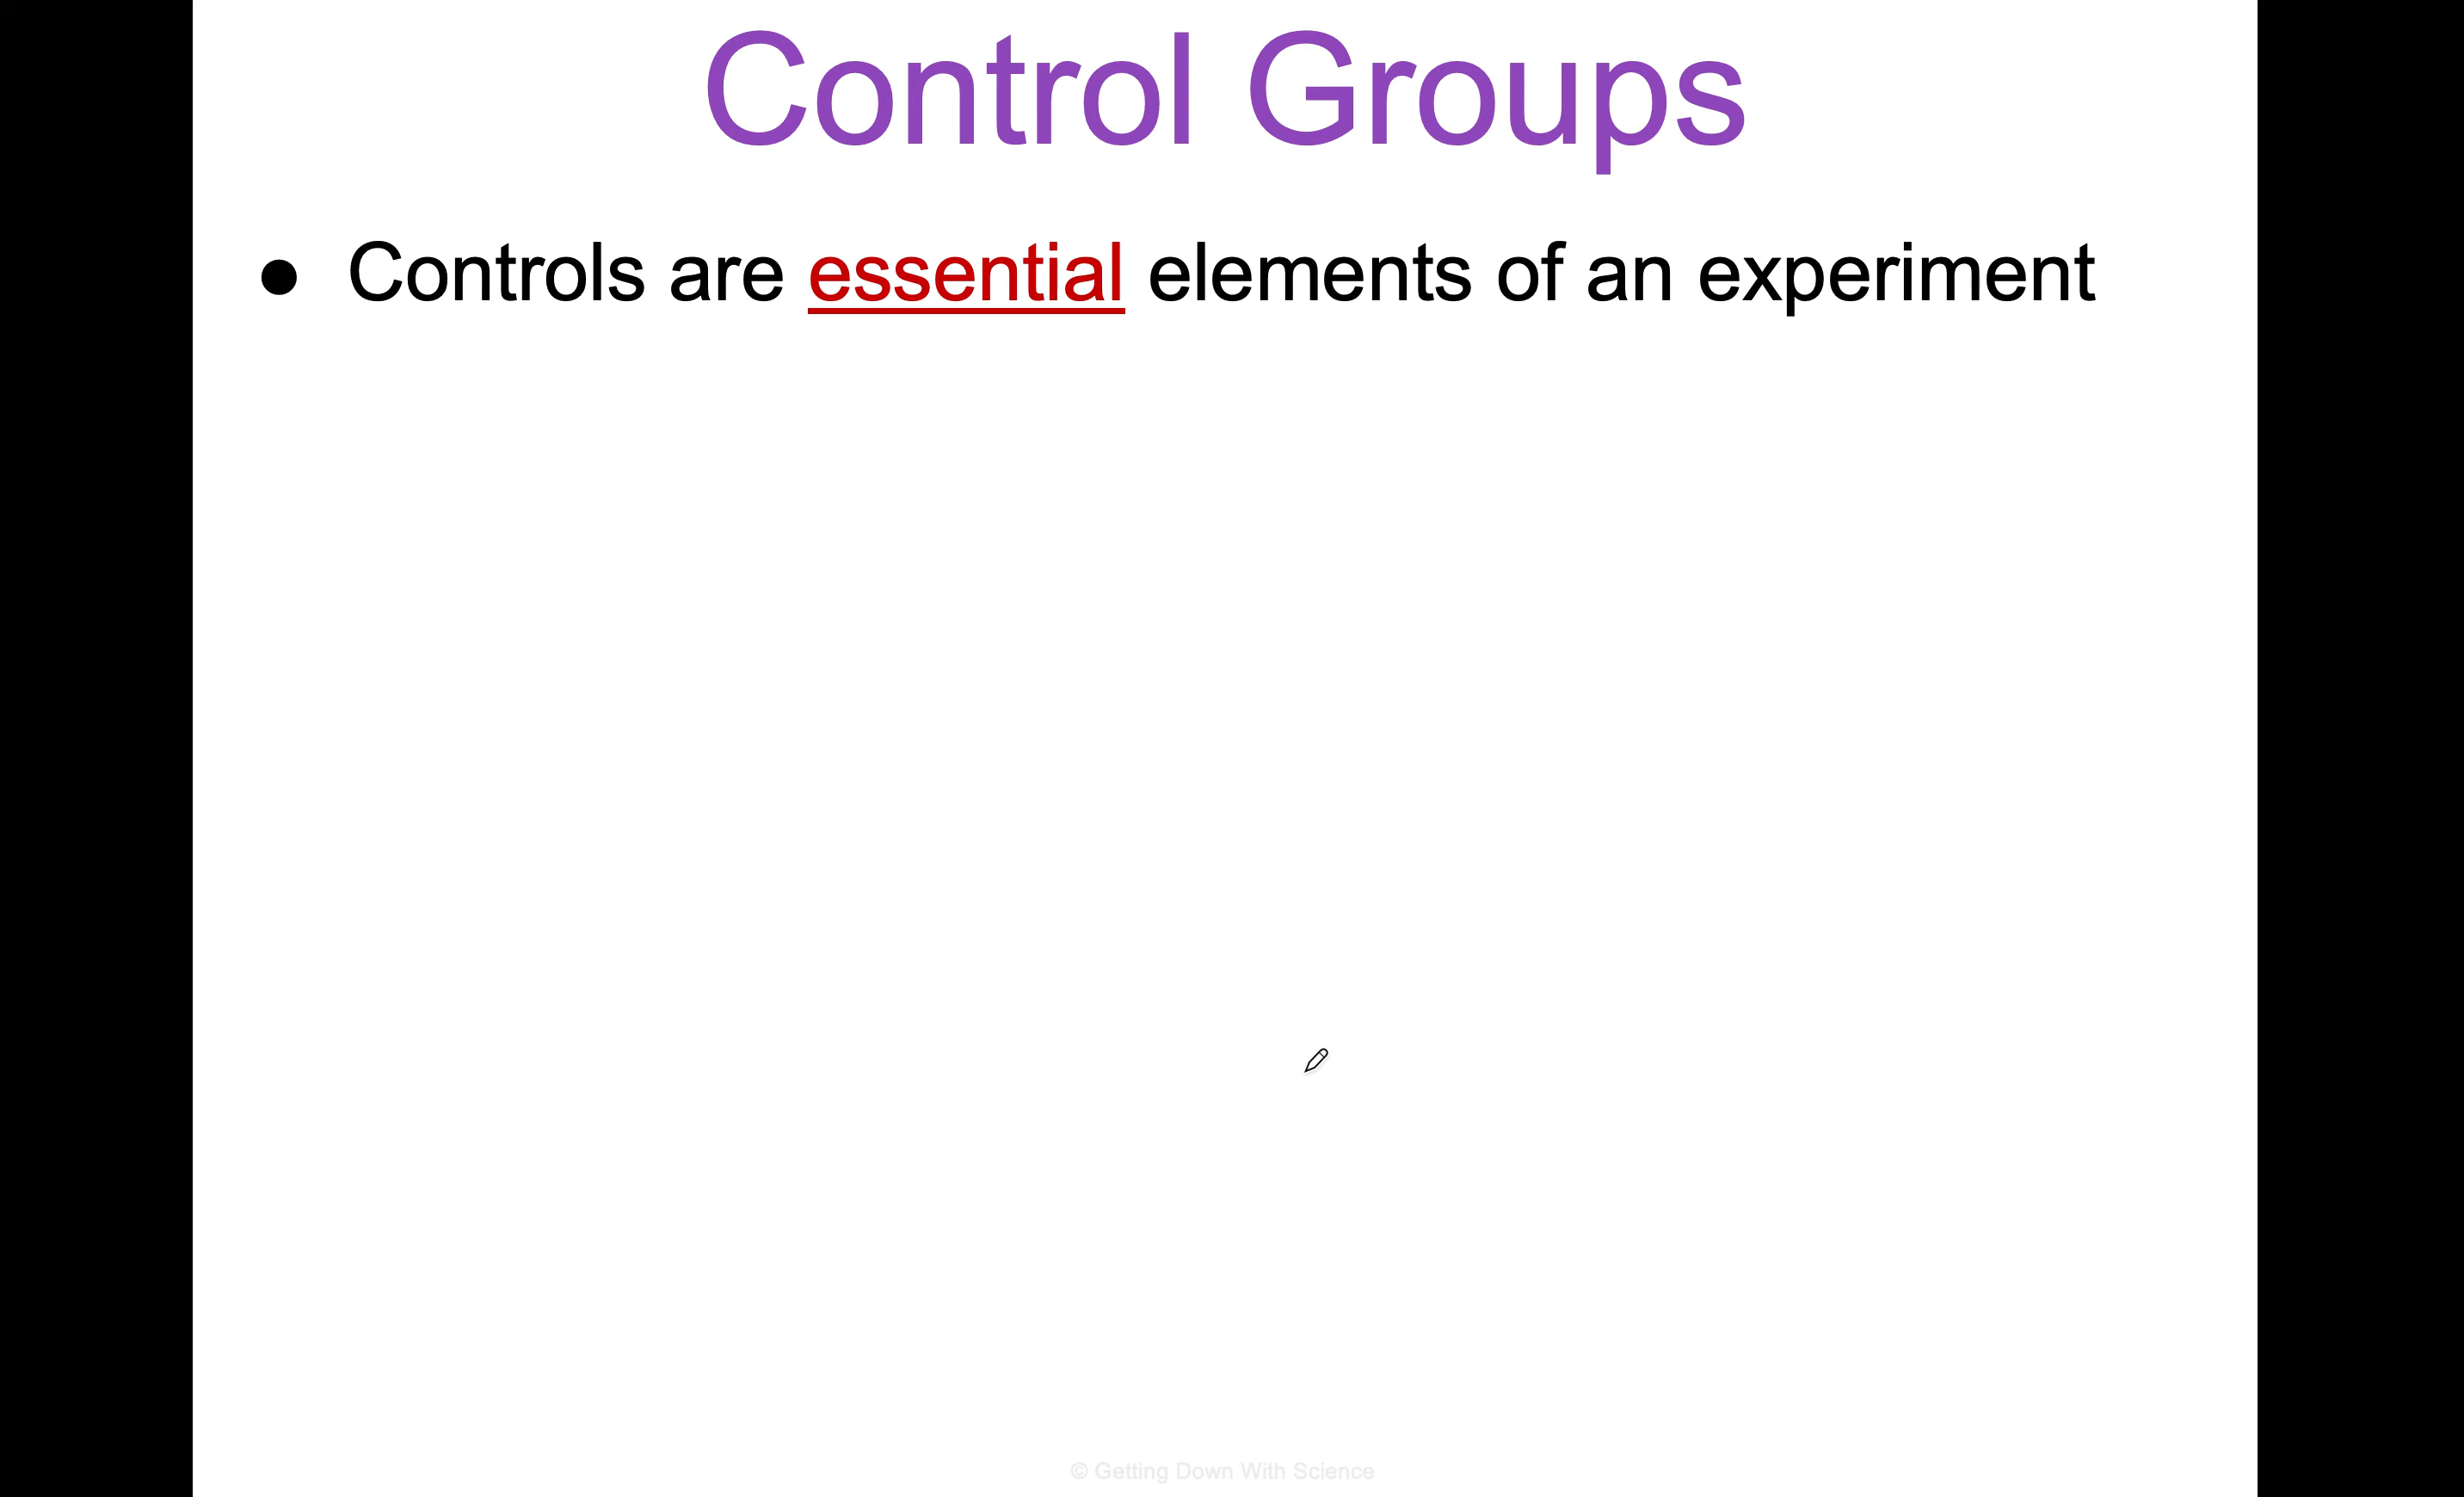 Control Groups
● Controls are essential elements of an experiment
© Getting Down With Science